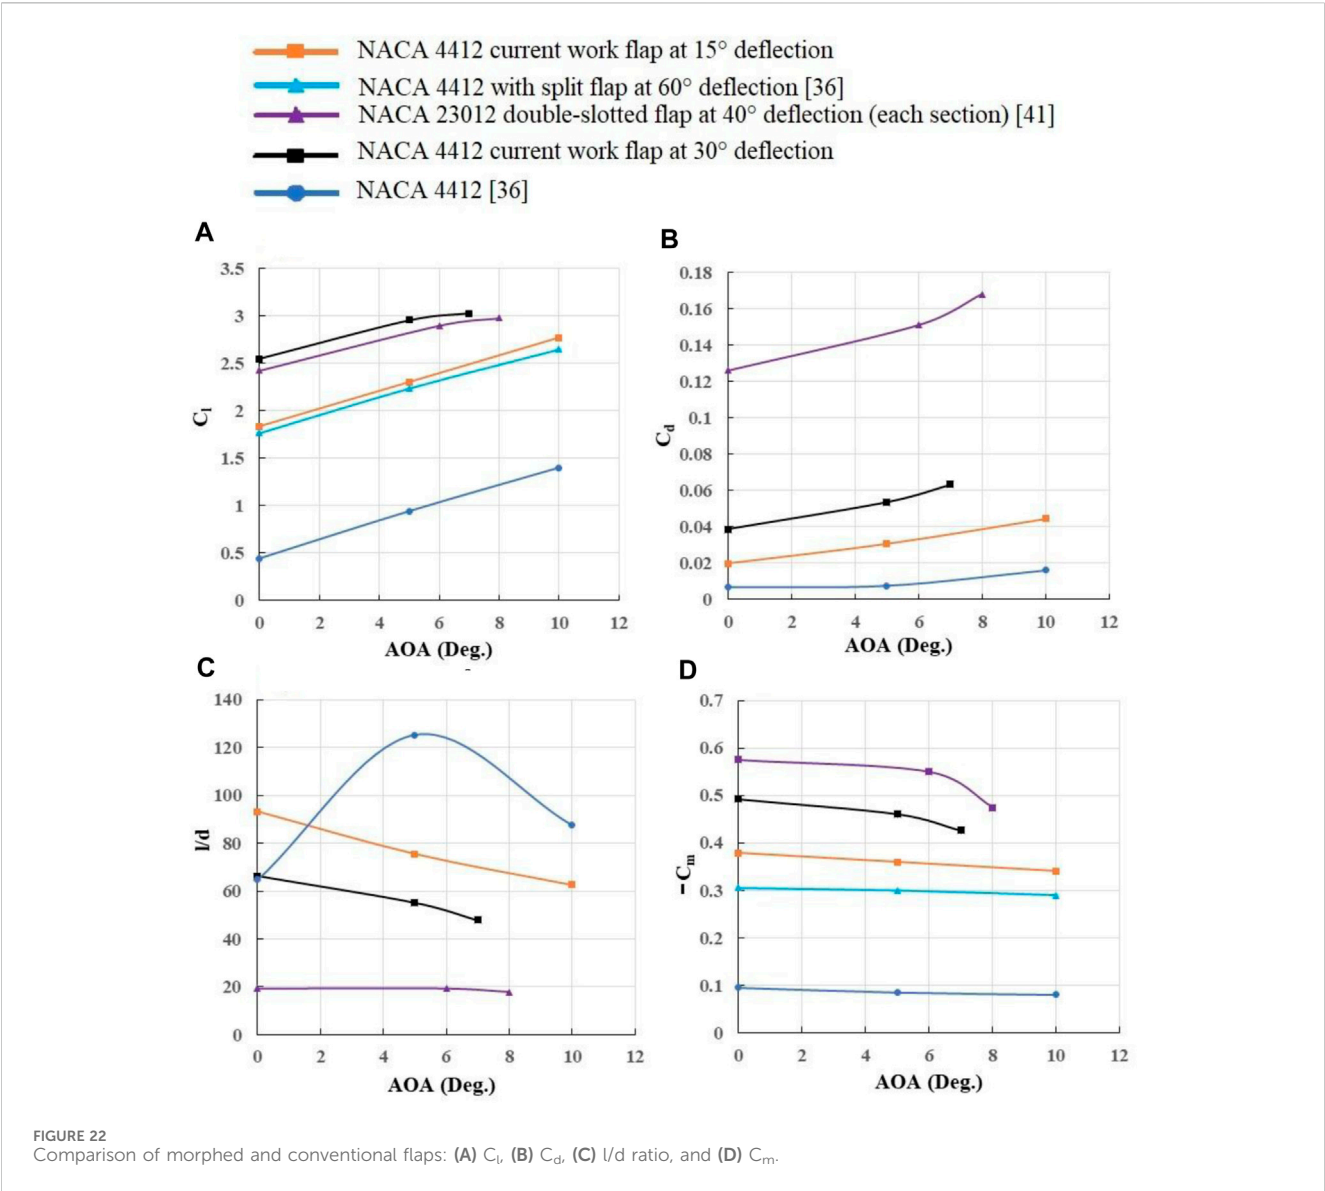 NACA 4412 current work flap at 15° deflection
NACA 4412 with split flap at 60° deflection [36]
NACA 23012 double-slotted flap at 40° deflection (each section) [41]
NACA 4412 current work flap at 30° deflection
NACA 4412 [36]
A
3.5
3
2.5
2
1.5
1
0.5
0
Cl
0 2 4 6 8 10 12
AOA (Deg.)
B
0.18
0.16
0.14
0.12
0.1
0.08
0.06
0.04
0.02
0
Cd
0 2 4 6 8 10 12
AOA (Deg.)
C
140
120
100
80
60
40
20
0
l/d
0 2 4 6 8 10 12
AOA (Deg.)
D
0.7
0.6
0.5
0.4
0.3
0.2
0.1
0
−Cm
0 2 4 6 8 10 12
AOA (Deg.)
FIGURE 22
Comparison of morphed and conventional flaps: (A) Cl, (B) Cd, (C) l/d ratio, and (D) Cm.